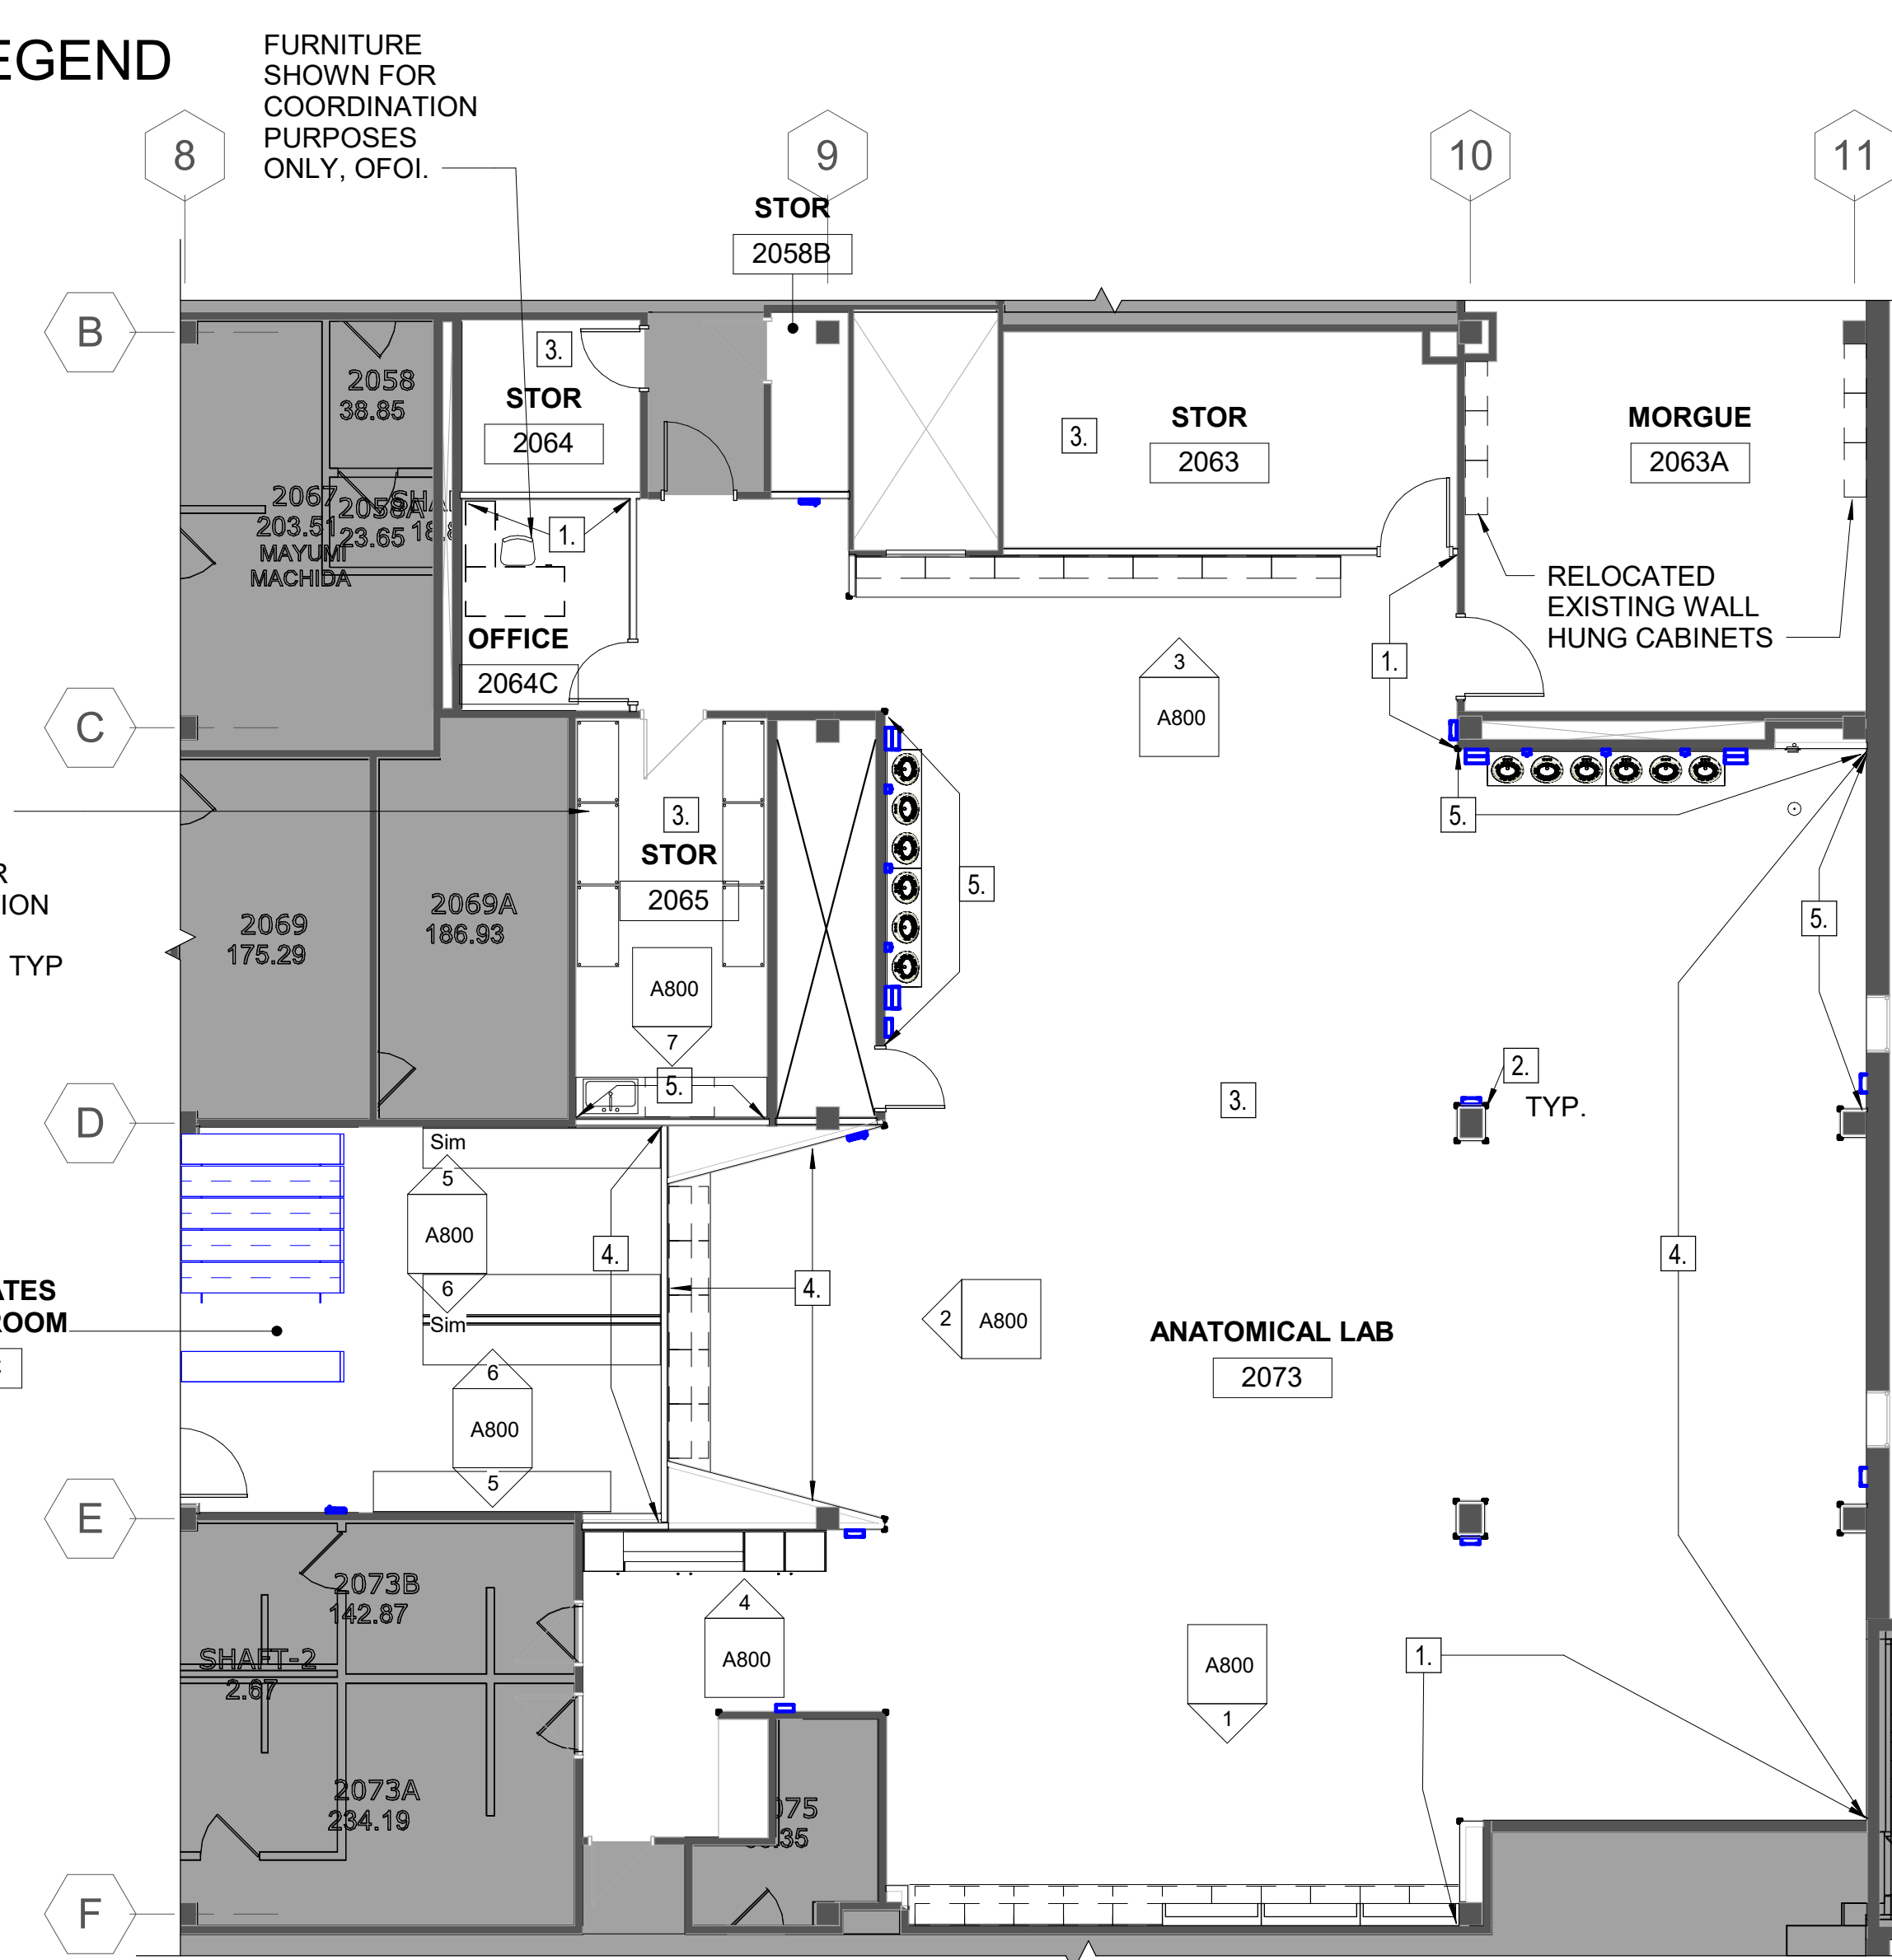 EGEND
FURNITURE
SHOWN FOR
COORDINATION
PURPOSES
ONLY, OFOI.
8
9
10
11
STOR
2058B
B
2058
38.85
3.
STOR
2064
3.
STOR
2063
MORGUE
2063A
2067
203.51
MAYUMI
MACHIDA
2058A
23.65
1.
RELOCATED
EXISTING WALL
HUNG CABINETS
OFFICE
2064C
1.
3
A800
C
3.
STOR
2065
5.
5.
5.
R
ION
TYP
2069
175.29
2069A
186.93
A800
7
5.
2.
TYP.
3.
D
Sim
5
A800
6
Sim
4.
4.
4.
ATES
ROOM
2
A800
ANATOMICAL LAB
2073
6
A800
5
E
2073B
142.87
SHAFT-2
2.67
4
A800
A800
1
1.
2073A
234.19
075
.35
F